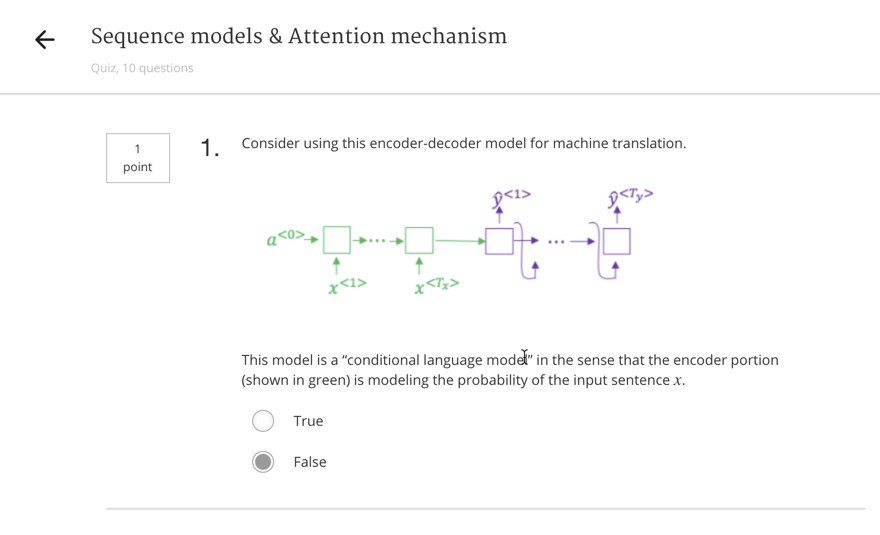 Sequence models & Attention mechanism
Quiz, 10 questions
1
point
1.
Consider using this encoder-decoder model for machine translation.
ŷ<1>
ŷ<Ty>
a<0>
...
...
x<1>
x<Tx>
This model is a “conditional language model” in the sense that the encoder portion
(shown in green) is modeling the probability of the input sentence x.
True
False